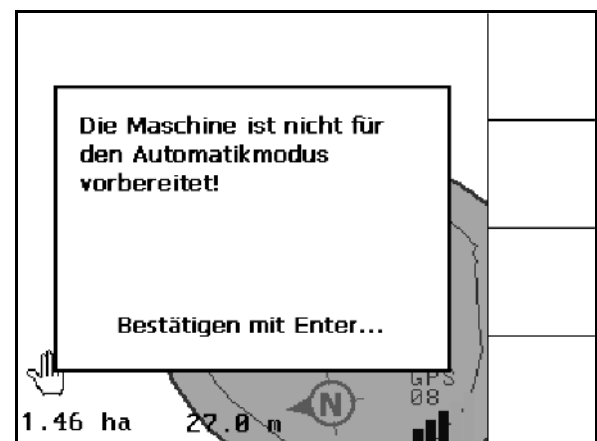 Die Maschine ist nicht für
den Automatikmodus
vorbereitet!
Bestätigen mit Enter...
GPS
08
N
1.46 ha 27.0 m